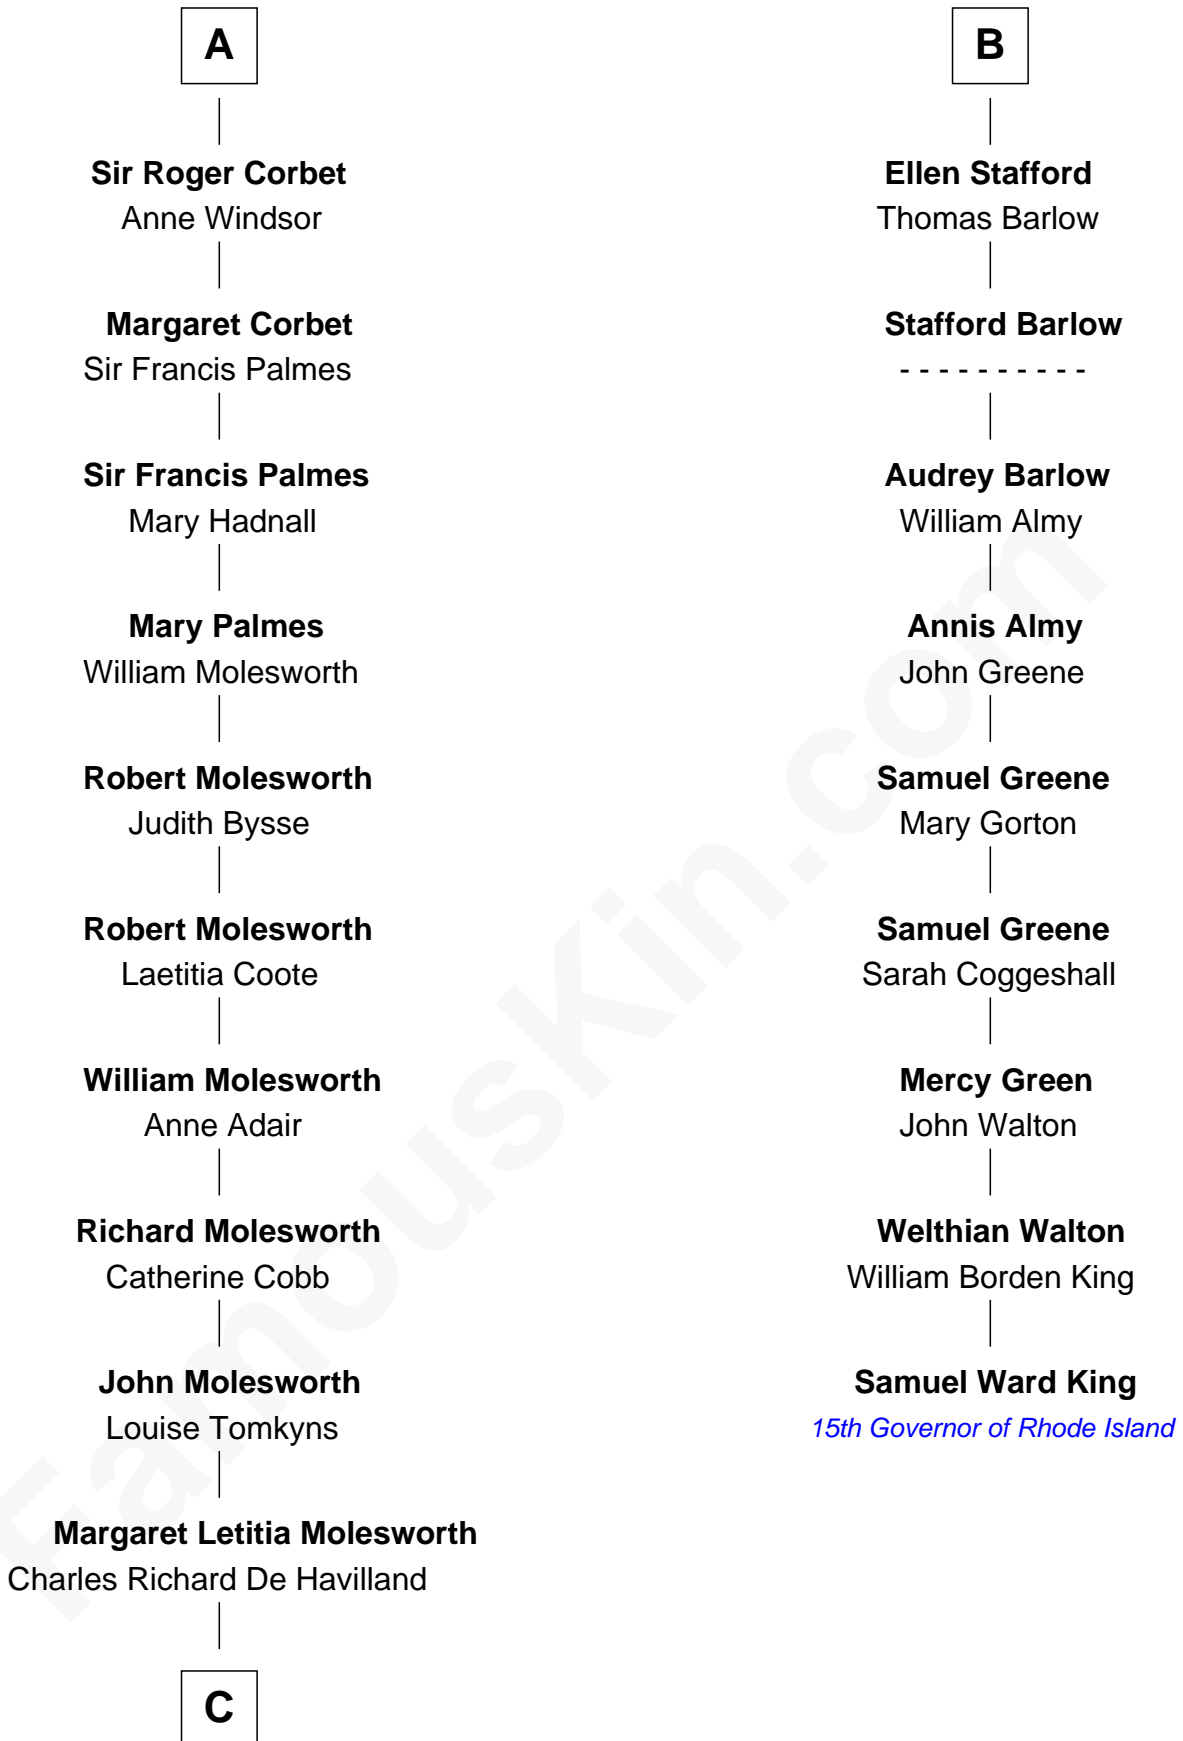 A
Sir Roger Corbet
Anne Windsor
Margaret Corbet
Sir Francis Palmes
Sir Francis Palmes
Mary Hadnall
Mary Palmes
William Molesworth
Robert Molesworth
Judith Bysse
Robert Molesworth
Laetitia Coote
William Molesworth
Anne Adair
Richard Molesworth
Catherine Cobb
John Molesworth
Louise Tomkyns
Margaret Letitia Molesworth
Charles Richard De Havilland
C
B
Ellen Stafford
Thomas Barlow
Stafford Barlow
- - - - - - - - - -
Audrey Barlow
William Almy
Annis Almy
John Greene
Samuel Greene
Mary Gorton
Samuel Greene
Sarah Coggeshall
Mercy Green
John Walton
Welthian Walton
William Borden King
Samuel Ward King
15th Governor of Rhode Island
FamousKin.com